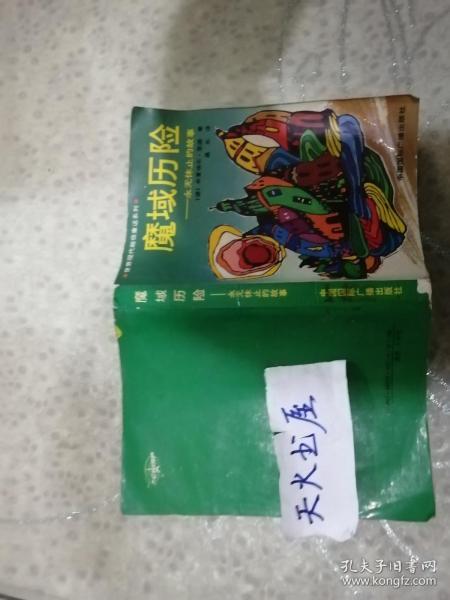 魔域历险
——永无休止的故事
中国国际广播出版社
魔域历险 ——永无休止的故事 中国国际广播出版社
天火书屋
孔夫子旧书网
www.kongfz.com